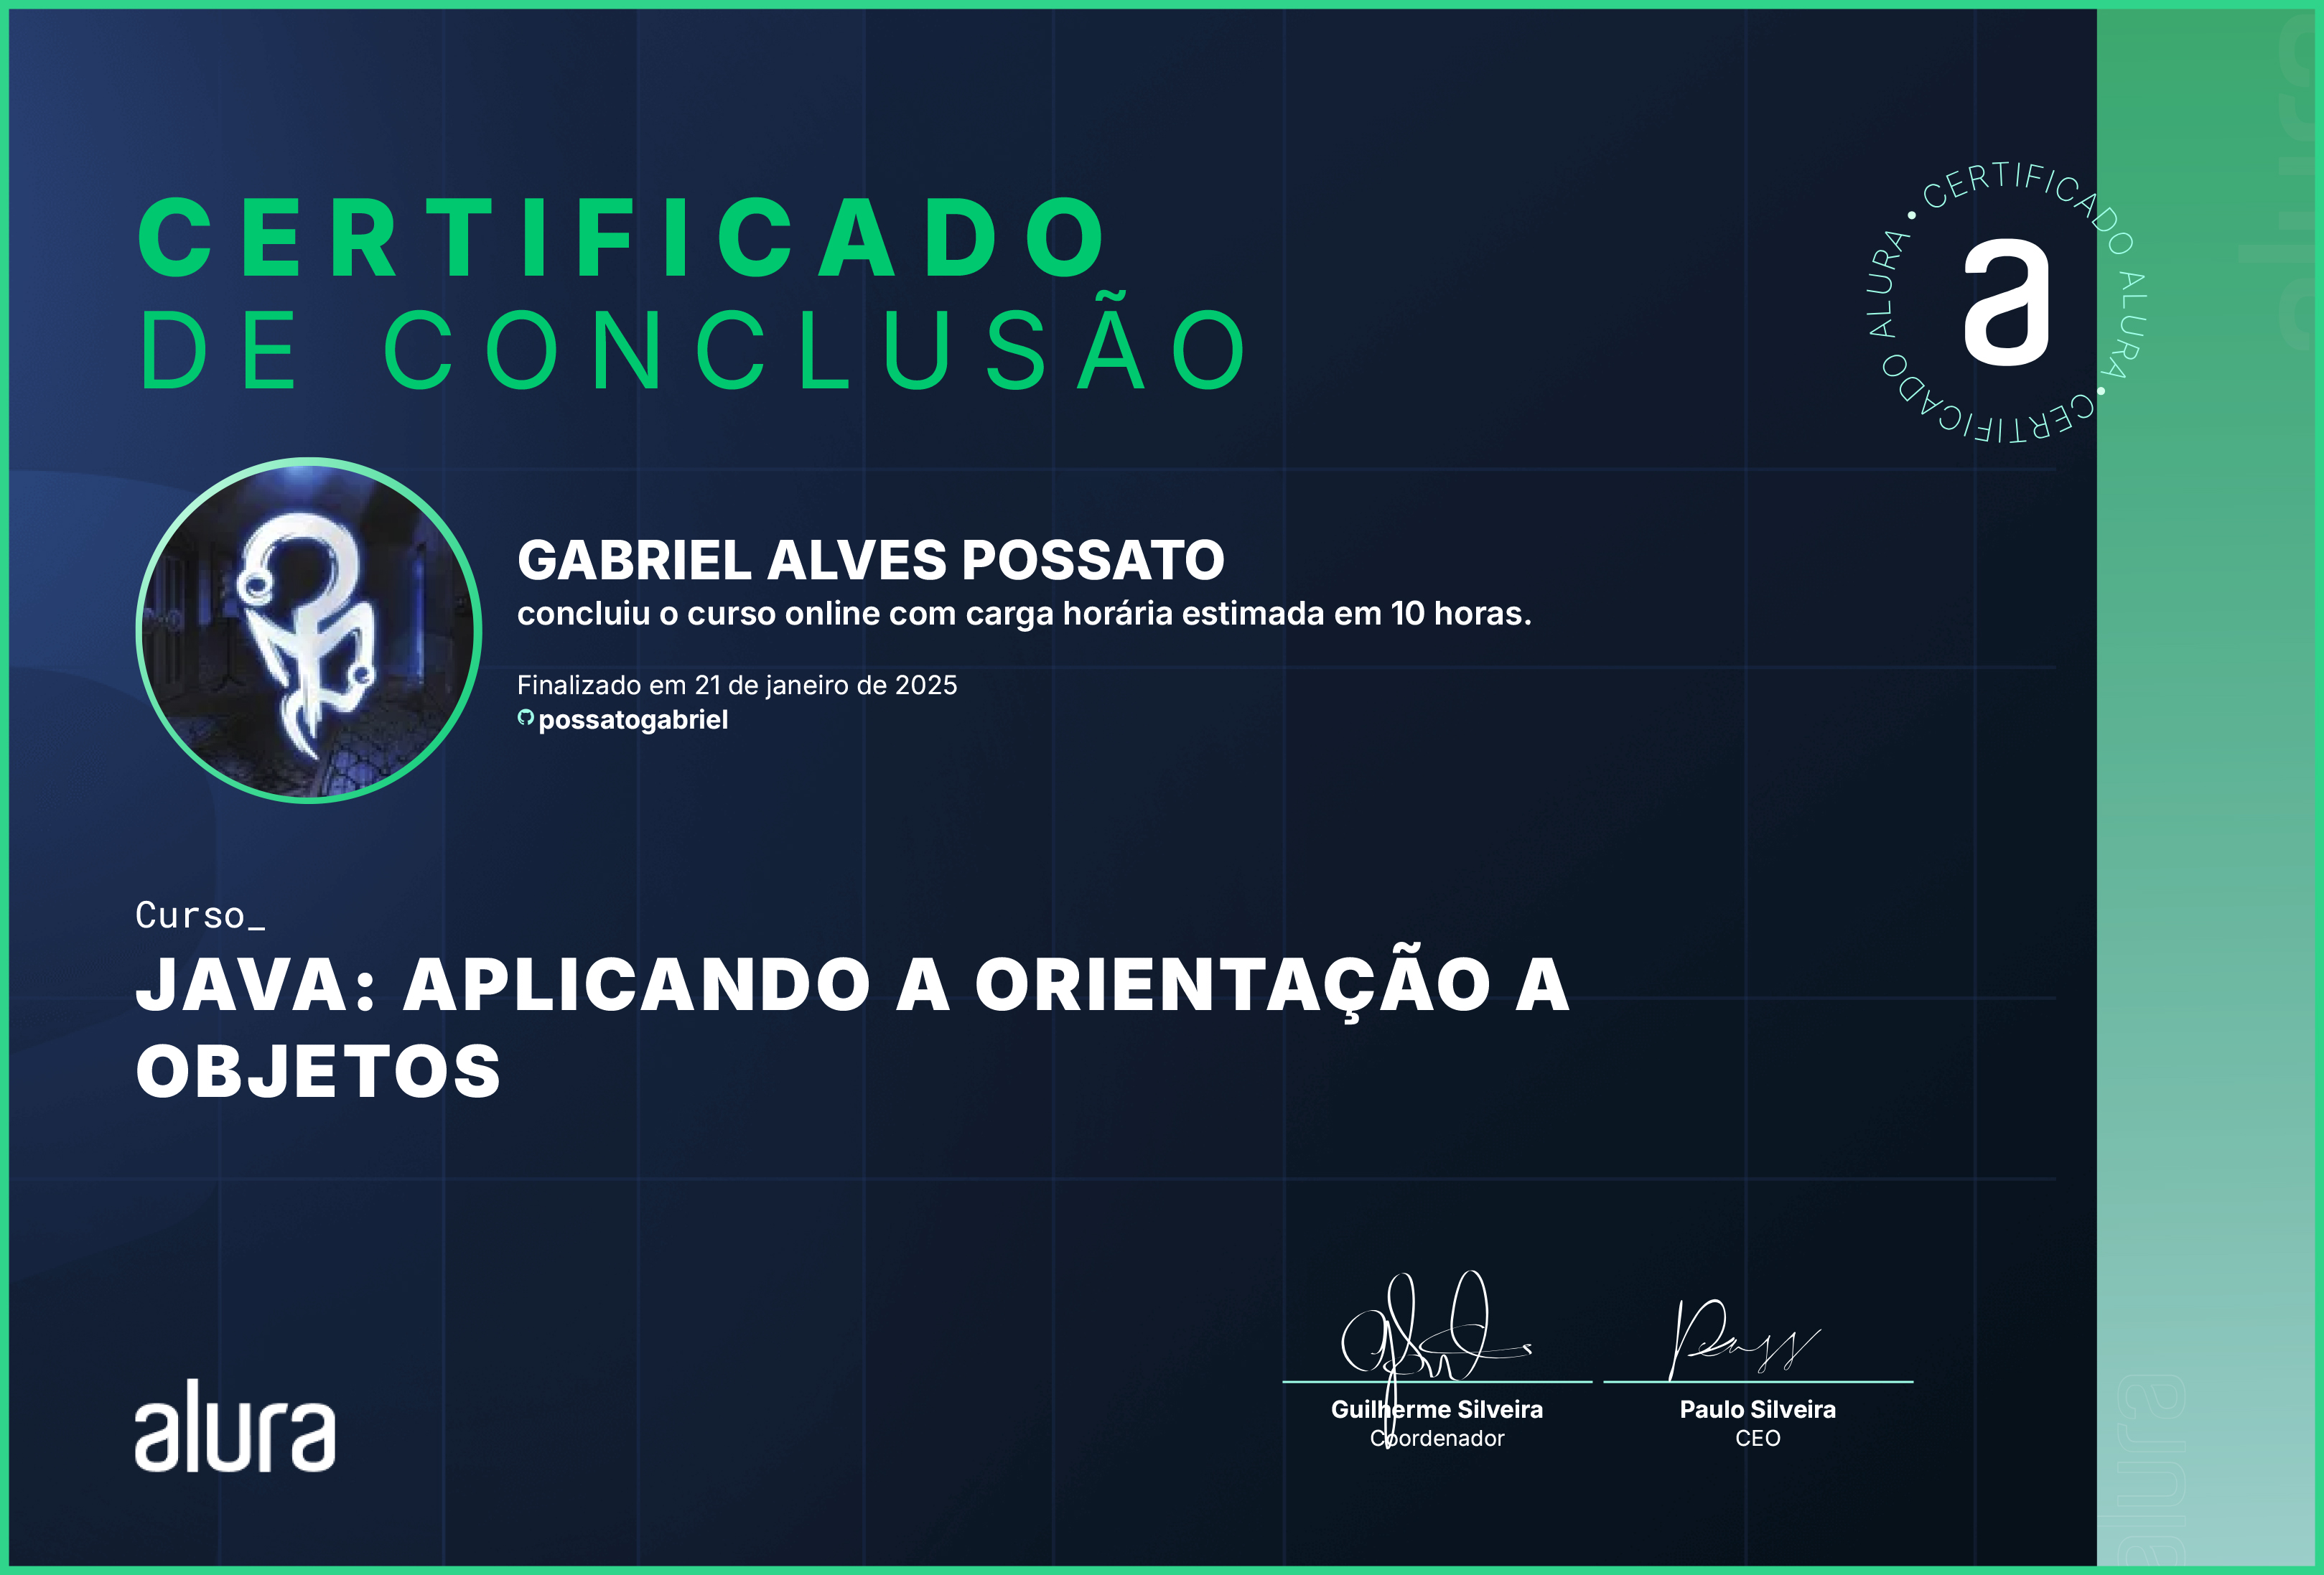 CERTIFICADO
DE CONCLUSÃO
• CERTIFICADO ALURA • CERTIFICADO ALURA
a
GABRIEL ALVES POSSATO
concluiu o curso online com carga horária estimada em 10 horas.
Finalizado em 21 de janeiro de 2025
possatogabriel
Curso_
JAVA: APLICANDO A ORIENTAÇÃO A
OBJETOS
Guilherme Silveira
Coordenador
Paulo Silveira
CEO
alura
alura
alura